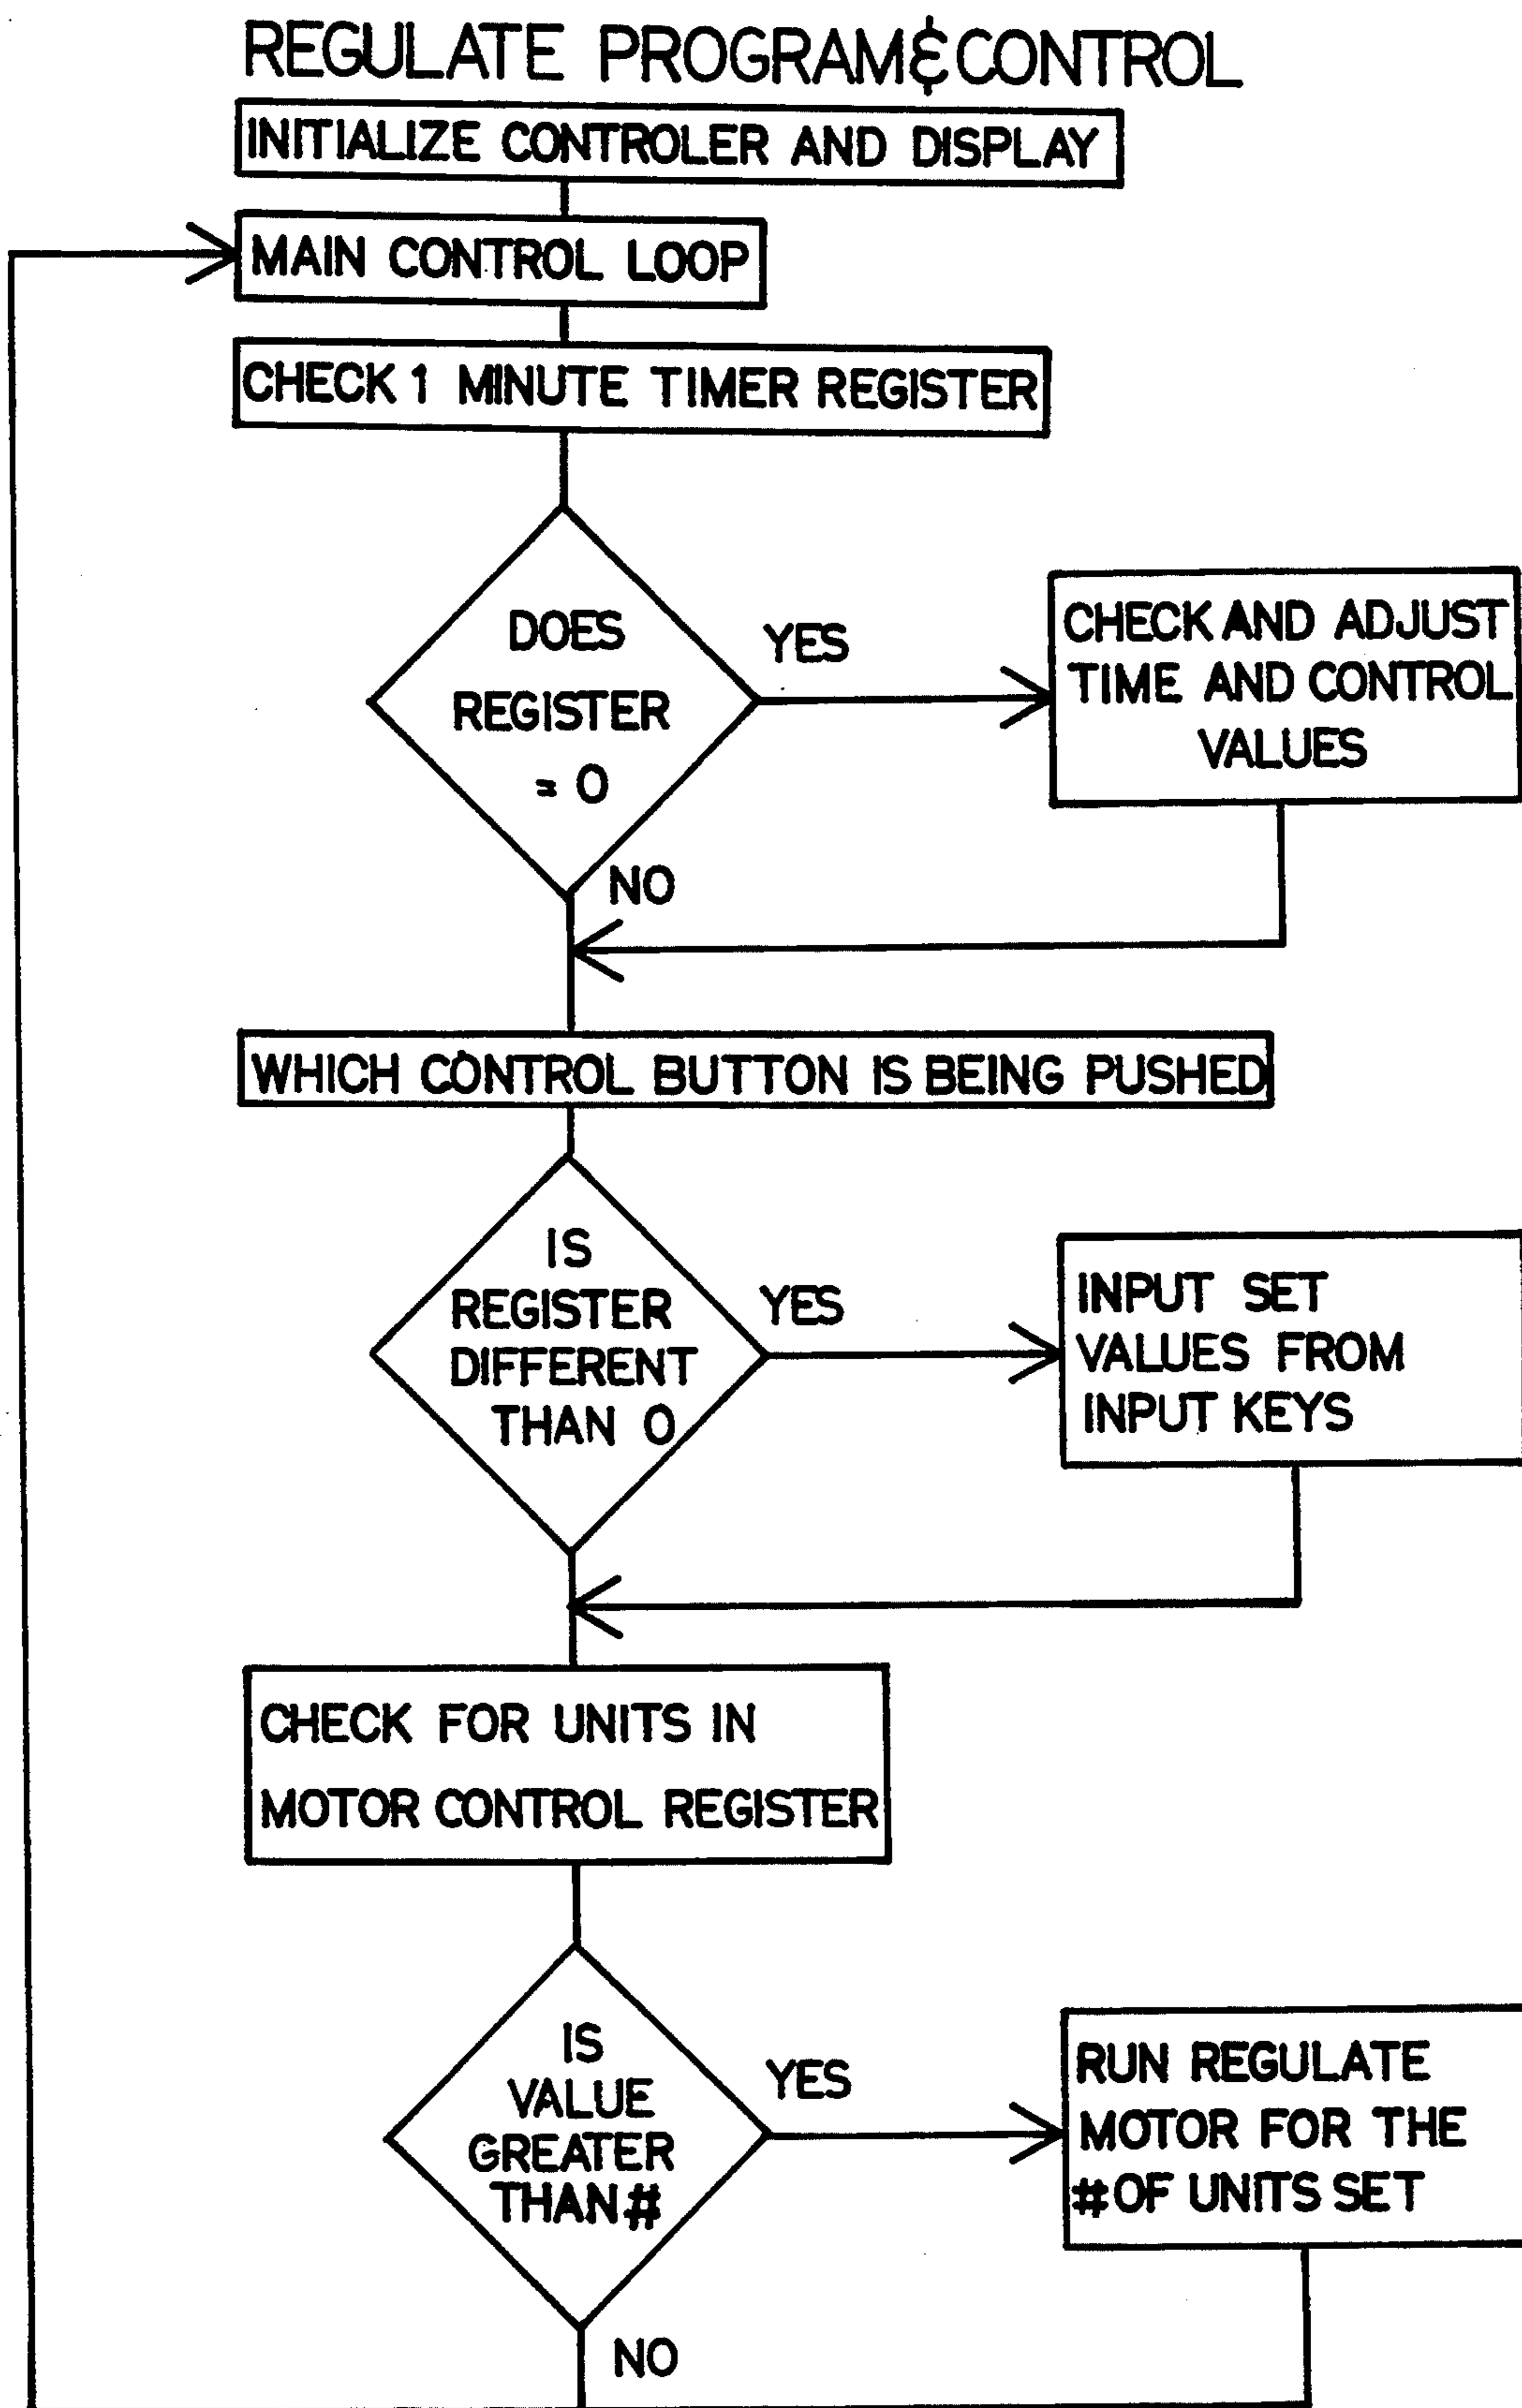 REGULATE PROGRAM & CONTROL
INITIALIZE CONTROLER AND DISPLAY
MAIN CONTROL LOOP
CHECK 1 MINUTE TIMER REGISTER
DOES
REGISTER
= 0
YES
CHECK AND ADJUST
TIME AND CONTROL
VALUES
NO
WHICH CONTROL BUTTON IS BEING PUSHED
IS
REGISTER
DIFFERENT
THAN 0
YES
INPUT SET
VALUES FROM
INPUT KEYS
CHECK FOR UNITS IN
MOTOR CONTROL REGISTER
IS
VALUE
GREATER
THAN #
YES
RUN REGULATE
MOTOR FOR THE
# OF UNITS SET
NO